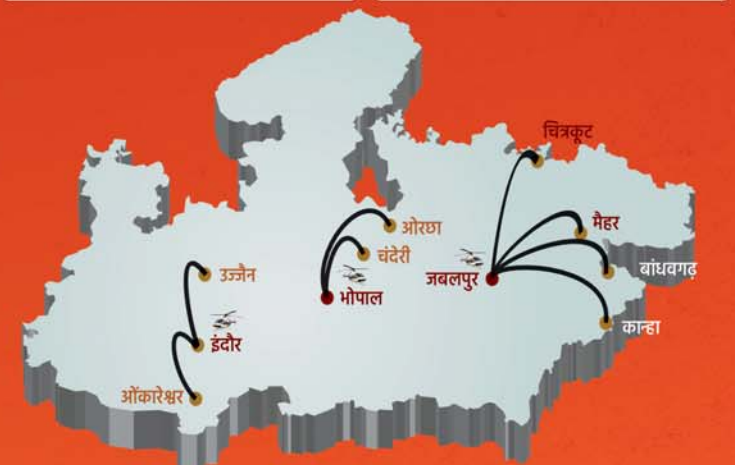 चित्रकूट
मैहर
ओरछा
चंदेरी
बांधवगढ़
जबलपुर
उज्जैन
भोपाल
कान्हा
इंदौर
ओंकारेश्वर